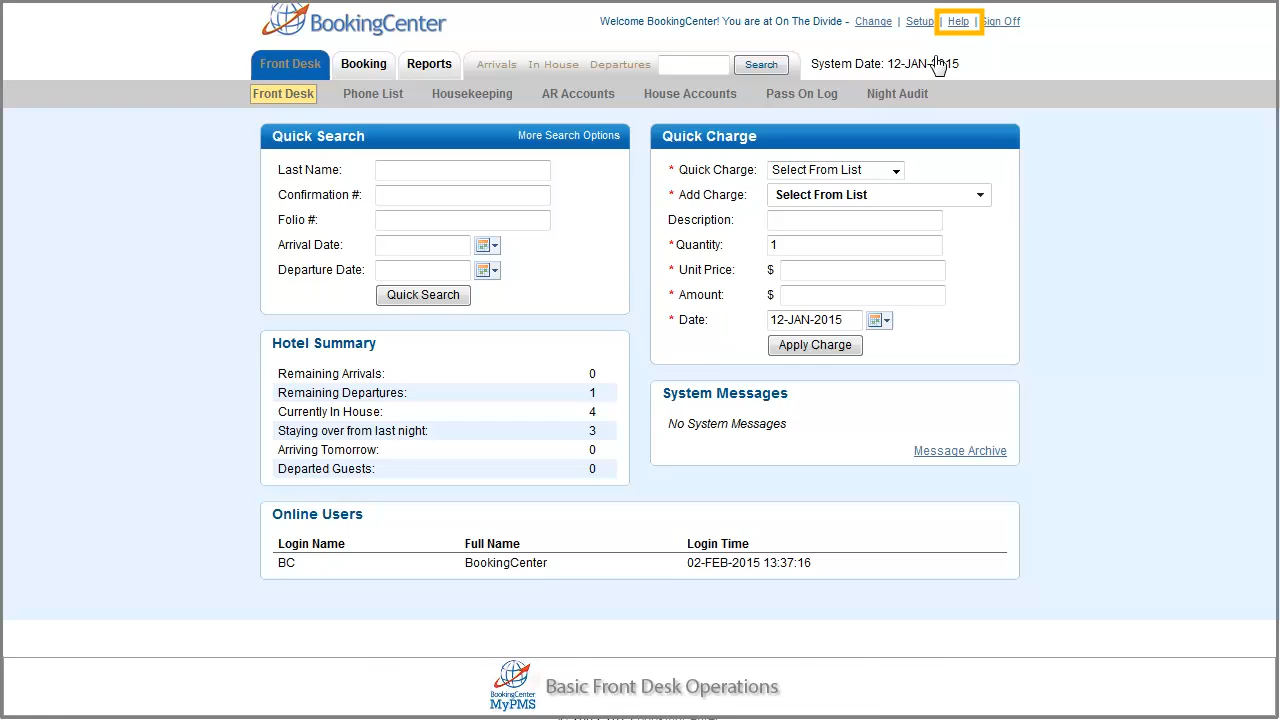 BookingCenter
Welcome BookingCenter! You are at On The Divide - Change | Setup | Help | Sign Off
Front Desk Booking Reports Arrivals In House Departures Search System Date: 12-JAN-2015
Front Desk Phone List Housekeeping AR Accounts House Accounts Pass On Log Night Audit
Quick Search More Search Options
Last Name:
Confirmation #:
Folio #:
Arrival Date:
Departure Date:
Quick Search
Quick Charge
* Quick Charge: Select From List
* Add Charge: Select From List
Description:
*Quantity: 1
* Unit Price: $
* Amount: $
* Date: 12-JAN-2015
Apply Charge
Hotel Summary
Remaining Arrivals: 0
Remaining Departures: 1
Currently In House: 4
Staying over from last night: 3
Arriving Tomorrow: 0
Departed Guests: 0
System Messages
No System Messages
Message Archive
Online Users
Login Name Full Name Login Time
BC BookingCenter 02-FEB-2015 13:37:16
BookingCenter
MyPMS
Basic Front Desk Operations